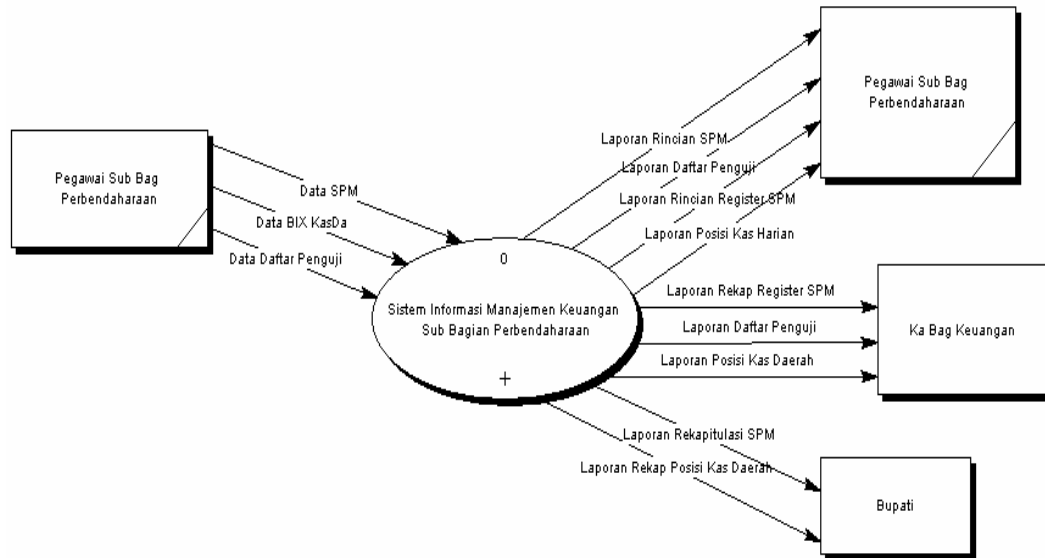 Pegawai Sub Bag
Perbendaharaan
Data SPM
Data BIX KasDa
Data Daftar Penguji
0
Sistem Informasi Manajemen Keuangan
Sub Bagian Perbendaharaan
+
Laporan Rincian SPM
Laporan Daftar Penguji
Laporan Rincian Register SPM
Laporan Posisi Kas Harian
Pegawai Sub Bag
Perbendaharaan
Laporan Rekap Register SPM
Laporan Daftar Penguji
Laporan Posisi Kas Daerah
Ka Bag Keuangan
Laporan Rekapitulasi SPM
Laporan Rekap Posisi Kas Daerah
Bupati